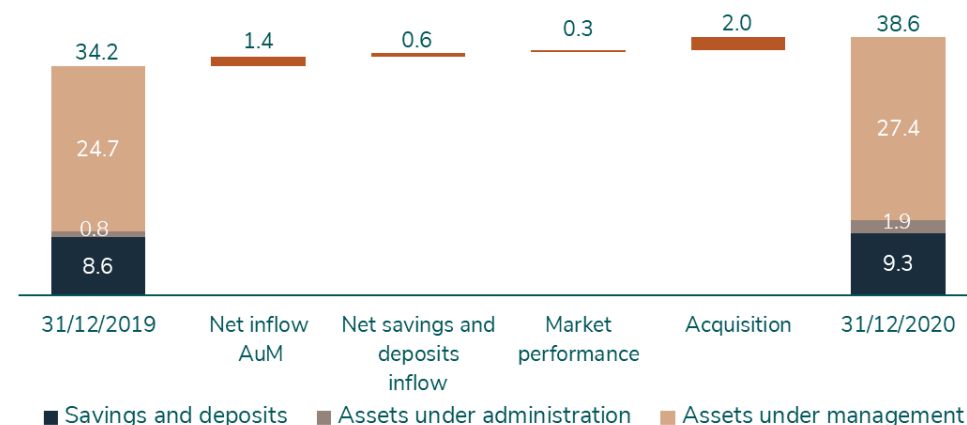 34.2
1.4
0.6
0.3
2.0
38.6
24.7
27.4
0.8
1.9
8.6
9.3
31/12/2019
Net inflow
AuM
Net savings and
deposits
inflow
Market
performance
Acquisition
31/12/2020
Savings and deposits
Assets under administration
Assets under management